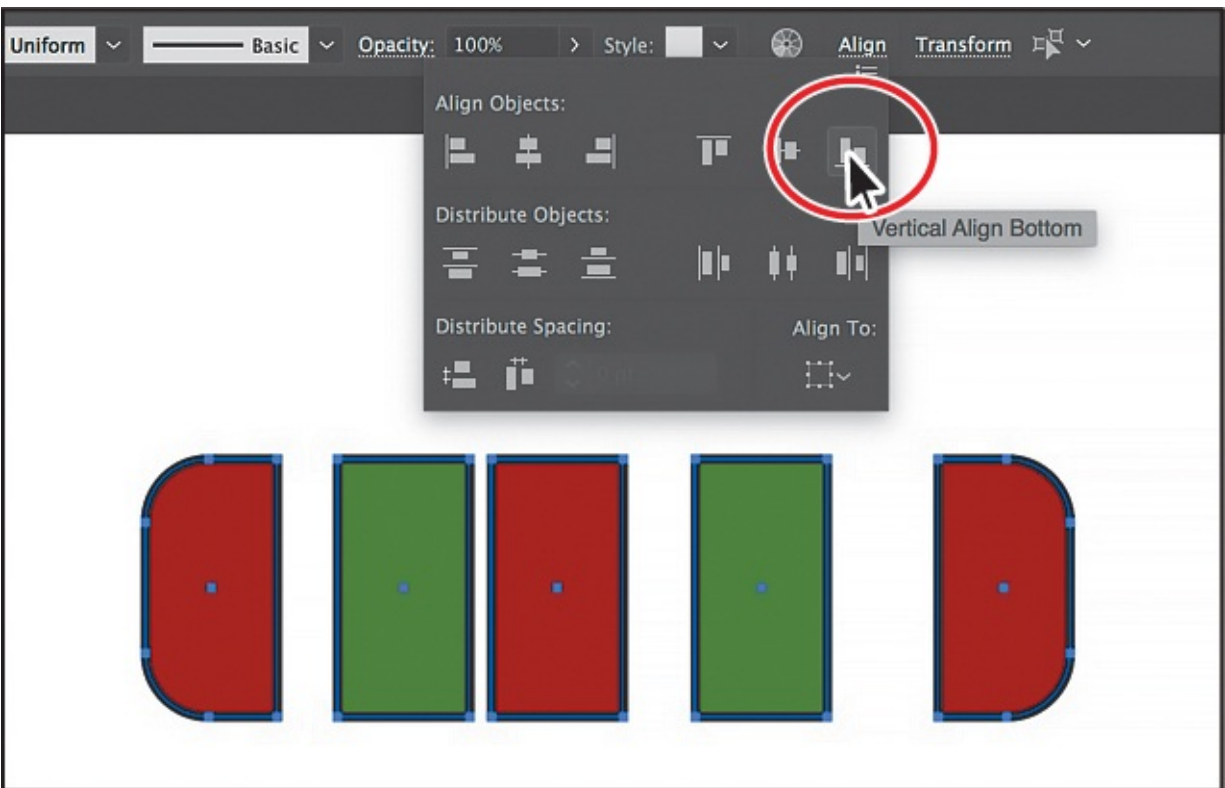 Uniform Basic Opacity: 100% Style: Align Transform
Align Objects:
Vertical Align Bottom
Distribute Objects:
Distribute Spacing: Align To: